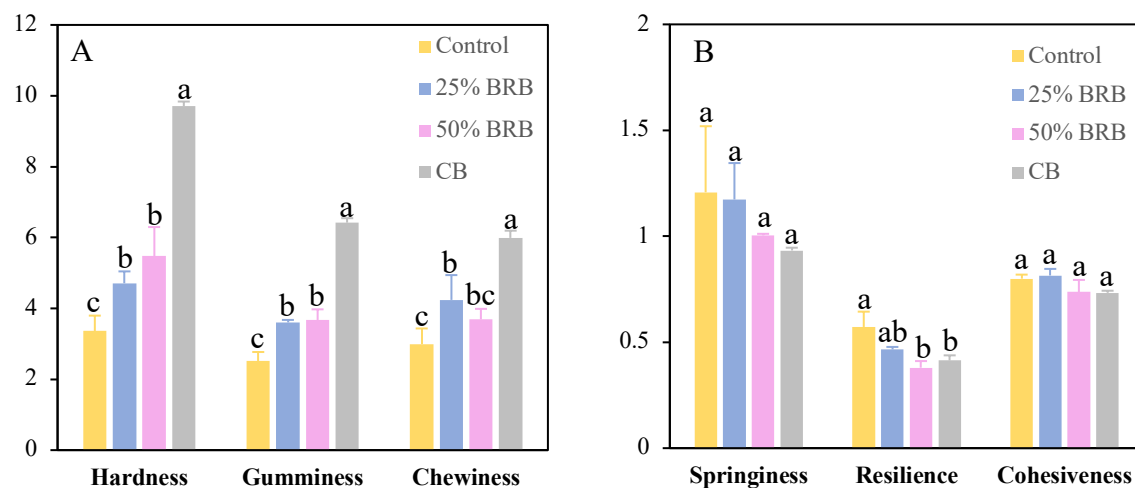 A
Control
25% BRB
50% BRB
CB
12
10
8
6
4
2
0
c
b
b
a
c
b
b
a
c
b
bc
a
Hardness
Gumminess
Chewiness
B
Control
25% BRB
50% BRB
CB
2
1.5
1
0.5
0
a
a
a
a
a
ab
b
b
a
a
a
a
Springiness
Resilience
Cohesiveness